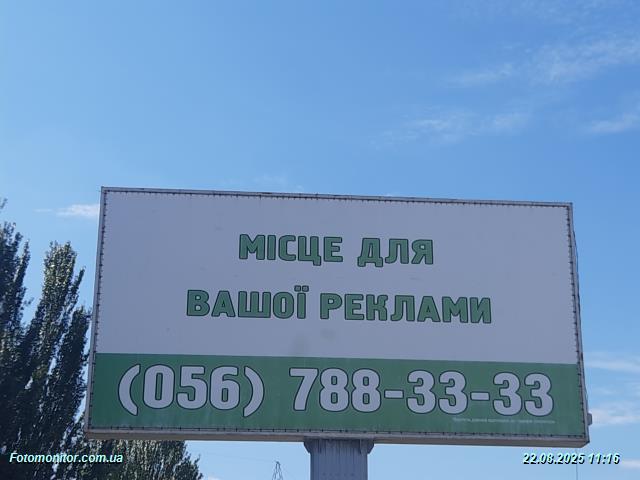 МІСЦЕ ДЛЯ
ВАШОЇ РЕКЛАМИ
(056) 788-33-33
Fotomonitor.com.ua
22.08.2025 11:16